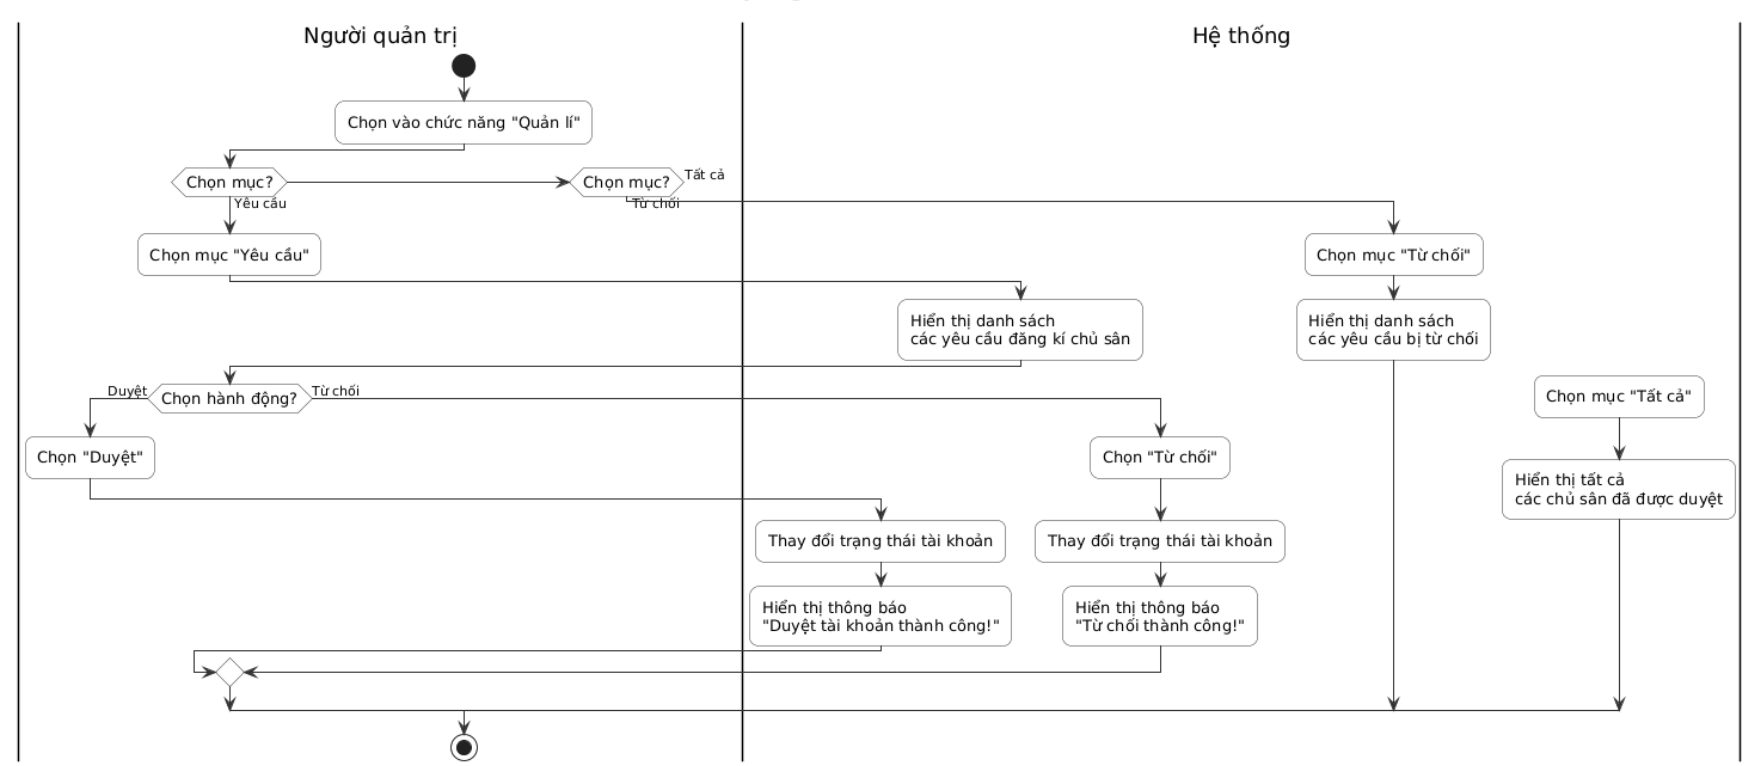 Người quản trị
Hệ thống
Chọn vào chức năng "Quản lí"
Chọn mục?
Chọn mục?
Tất cả
Yêu cầu
Từ chối
Chọn mục "Yêu cầu"
Chọn mục "Từ chối"
Hiển thị danh sách
các yêu cầu đăng kí chủ sân
Hiển thị danh sách
các yêu cầu bị từ chối
Duyệt
Chọn hành động?
Từ chối
Chọn mục "Tất cả"
Chọn "Duyệt"
Chọn "Từ chối"
Hiển thị tất cả
các chủ sân đã được duyệt
Thay đổi trạng thái tài khoản
Thay đổi trạng thái tài khoản
Hiển thị thông báo
"Duyệt tài khoản thành công!"
Hiển thị thông báo
"Từ chối thành công!"